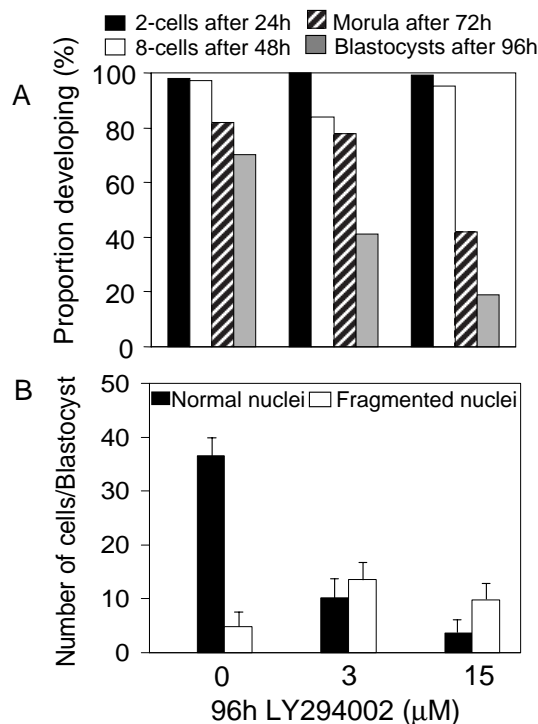 2-cells after 24h Morula after 72h
8-cells after 48h Blastocysts after 96h
A
Proportion developing (%)
100
80
60
40
20
0
B
Number of cells/Blastocyst
50
40
30
20
10
0
Normal nuclei Fragmented nuclei
0 3 15
96h LY294002 (μM)